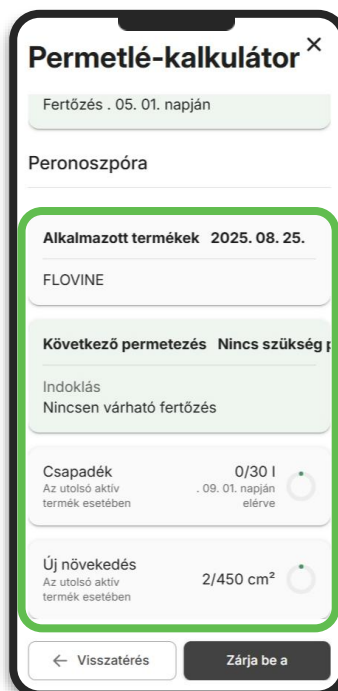 Permetlé-kalkulátor ×
Fertőzés . 05. 01. napján
Peronoszpóra
Alkalmazott termékek 2025. 08. 25.
FLOVINE
Következő permetezés Nincs szükség p
Indoklás
Nincsen várható fertőzés
Csapadék 0/30 l
Az utolsó aktív . 09. 01. napján
termék esetében elérve
Új növekedés
Az utolsó aktív 2/450 cm²
termék esetében
← Visszatérés Zárja be a